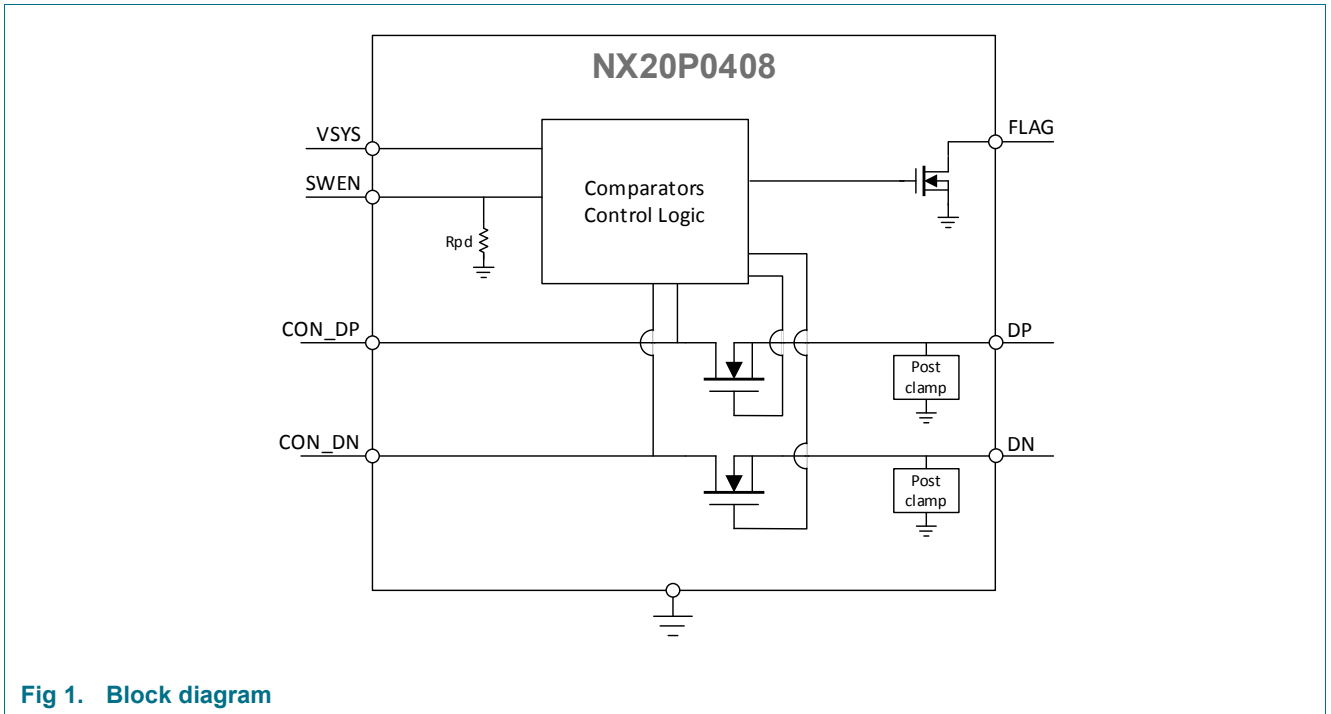 NX20P0408
VSYS
SWEN
Rpd
Comparators
Control Logic
FLAG
CON_DP
DP
Post
clamp
CON_DN
DN
Post
clamp
Fig 1. Block diagram